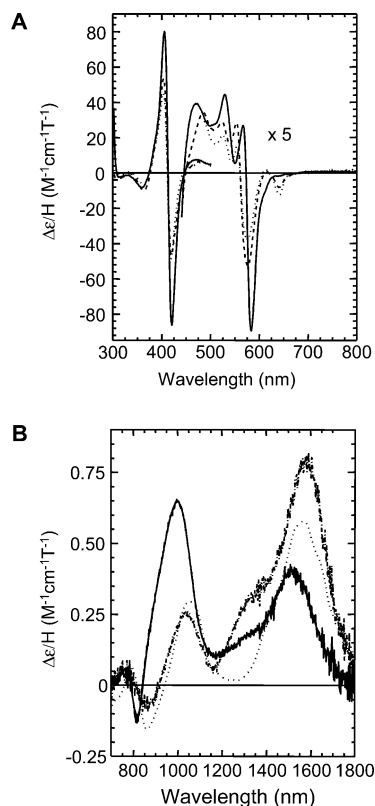 A
80
60
40
20
0
-20
-40
-60
-80
Δε/H (M⁻¹cm⁻¹T⁻¹)
x 5
300 400 500 600 700 800
Wavelength (nm)
B
0.75
0.50
0.25
0
-0.25
Δε/H (M⁻¹cm⁻¹T⁻¹)
800 1000 1200 1400 1600 1800
Wavelength (nm)